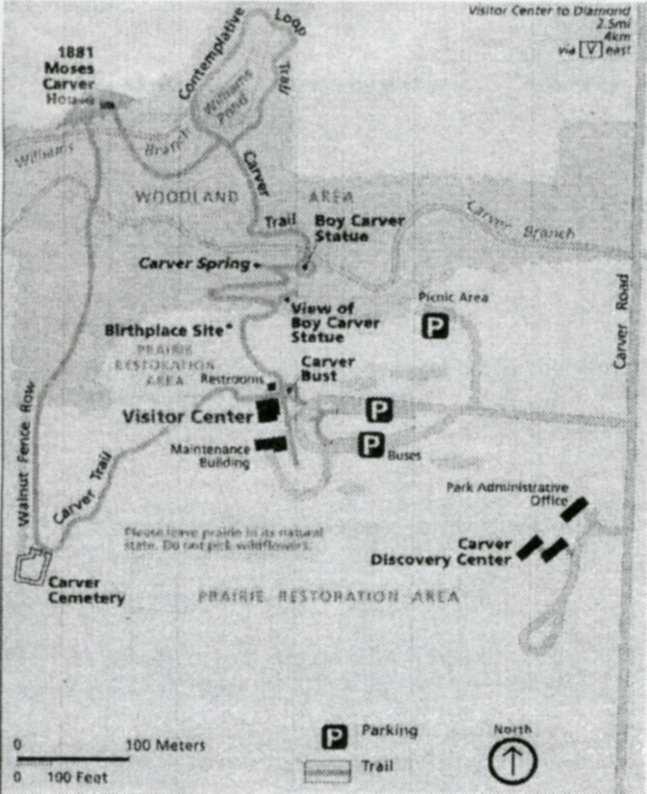 Visitor Center to Diamond
2.5mi
4km
via V east
1881
Moses
Carver
House
Contemplative
Loop
Trail
Williams
Pond
Williams
Branch
Carver
Trail
WOODLAND AREA
Boy Carver
Statue
Carver Branch
Carver Spring
View of
Boy Carver
Statue
Picnic Area
P
Carver Road
Birthplace Site
PRAIRIE
RESTORATION
AREA
Carver
Bust
Restrooms
Visitor Center
P
Maintenance
Building
P
Buses
Walnut Fence Row
Carver Trail
Park Administrative
Office
Please leave prairie in its natural
state. Do not pick wildflowers.
Carver
Discovery Center
Carver
Cemetery
PRAIRIE RESTORATION AREA
0 100 Meters
0 100 Feet
P Parking
Trail
North